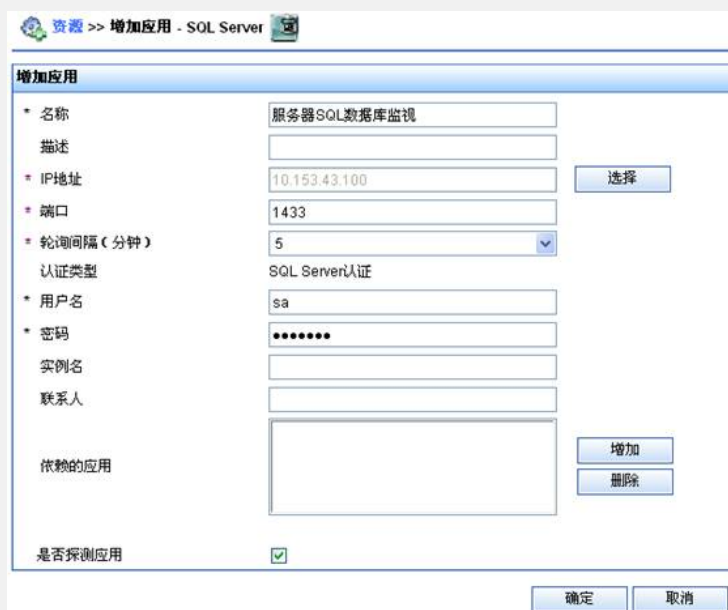 资源 >> 增加应用 - SQL Server
增加应用
* 名称 服务器SQL数据库监视
描述
* IP地址 10.153.43.100 选择
* 端口 1433
* 轮询间隔(分钟) 5
认证类型 SQL Server认证
* 用户名 sa
* 密码 •••••••
实例名
联系人
依赖的应用 增加
删除
是否探测应用
确定 取消